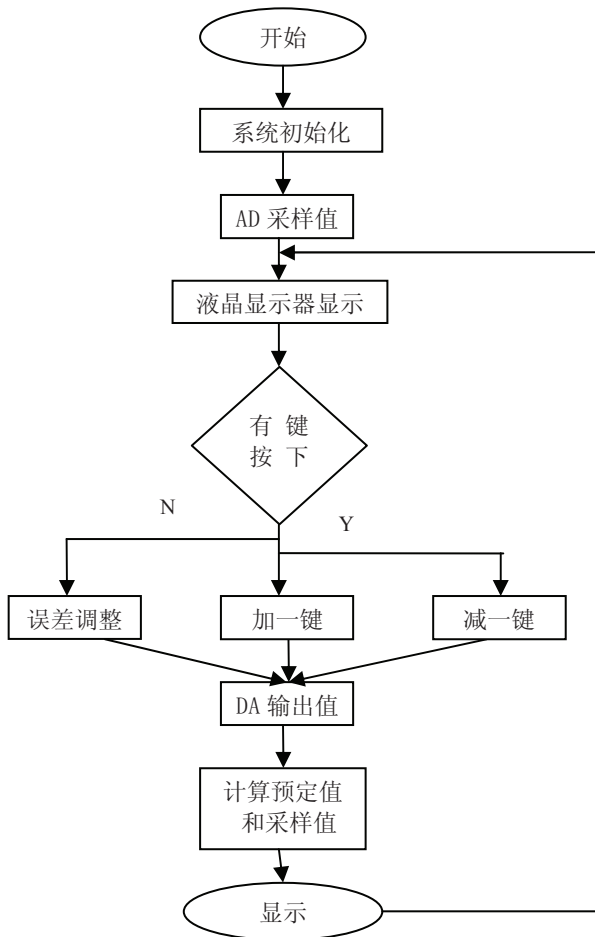 开始
系统初始化
AD 采样值
液晶显示器显示
有 键
按 下
N
Y
误差调整
加一键
减一键
DA 输出值
计算预定值
和采样值
显示